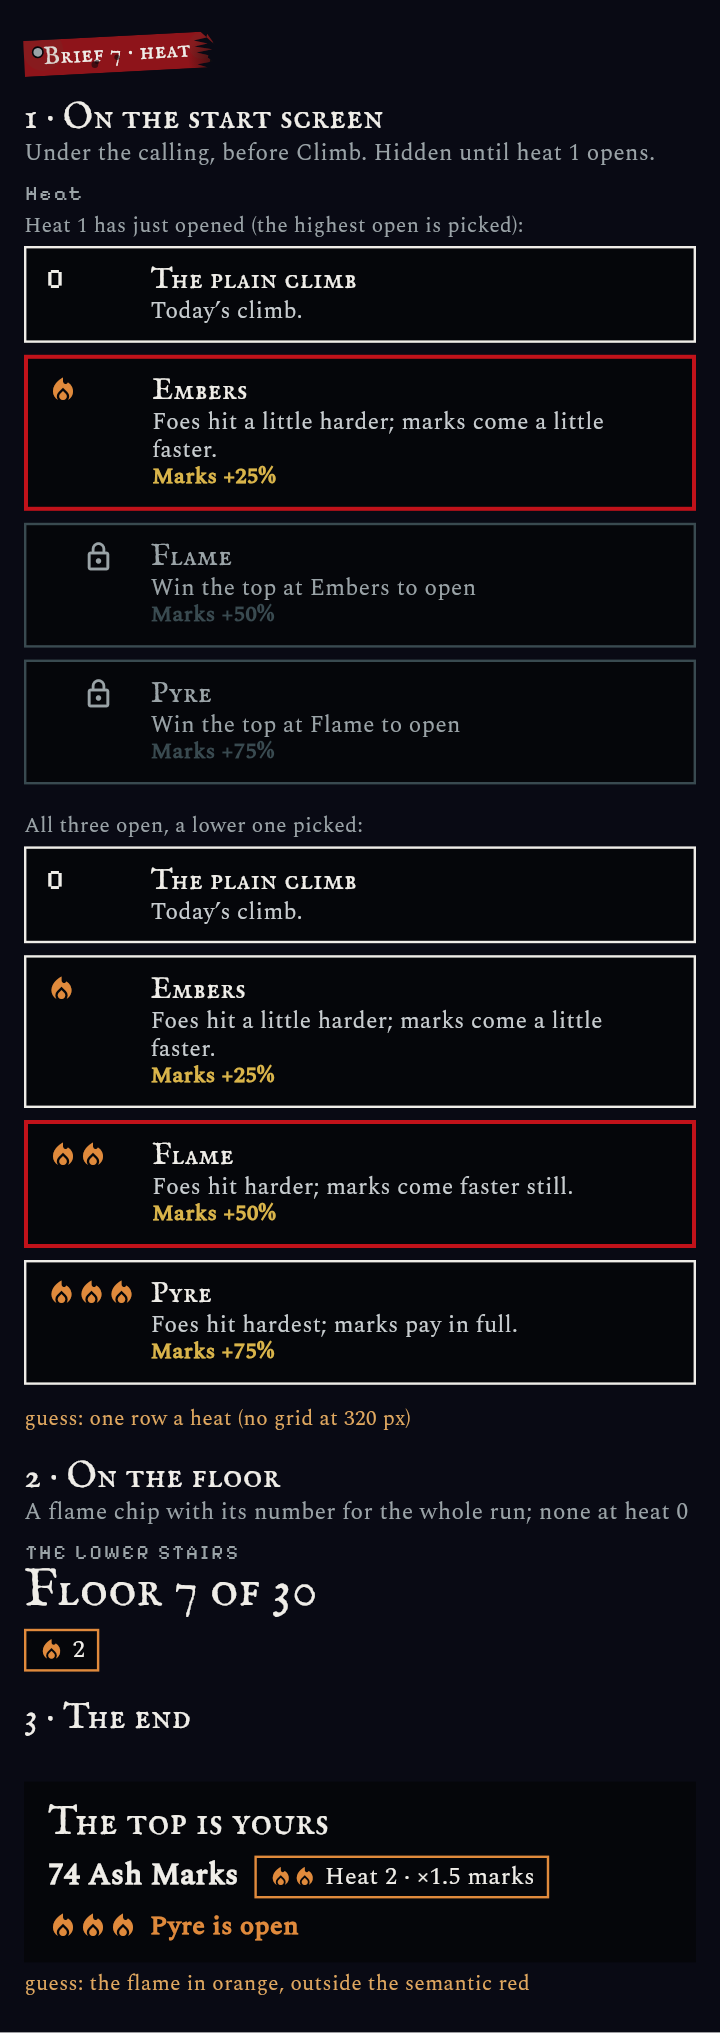 Brief 7 · heat
1 · On the start screen
Under the calling, before Climb. Hidden until heat 1 opens.
Heat
Heat 1 has just opened (the highest open is picked):
0
The plain climb
Today’s climb.
Embers
Foes hit a little harder; marks come a little
faster.
Marks +25%
Flame
Win the top at Embers to open
Marks +50%
Pyre
Win the top at Flame to open
Marks +75%
All three open, a lower one picked:
0
The plain climb
Today’s climb.
Embers
Foes hit a little harder; marks come a little
faster.
Marks +25%
Flame
Foes hit harder; marks come faster still.
Marks +50%
Pyre
Foes hit hardest; marks pay in full.
Marks +75%
guess: one row a heat (no grid at 320 px)
2 · On the floor
A flame chip with its number for the whole run; none at heat 0
THE LOWER STAIRS
Floor 7 of 30
2
3 · The end
The top is yours
74 Ash Marks
Heat 2 · ×1.5 marks
Pyre is open
guess: the flame in orange, outside the semantic red